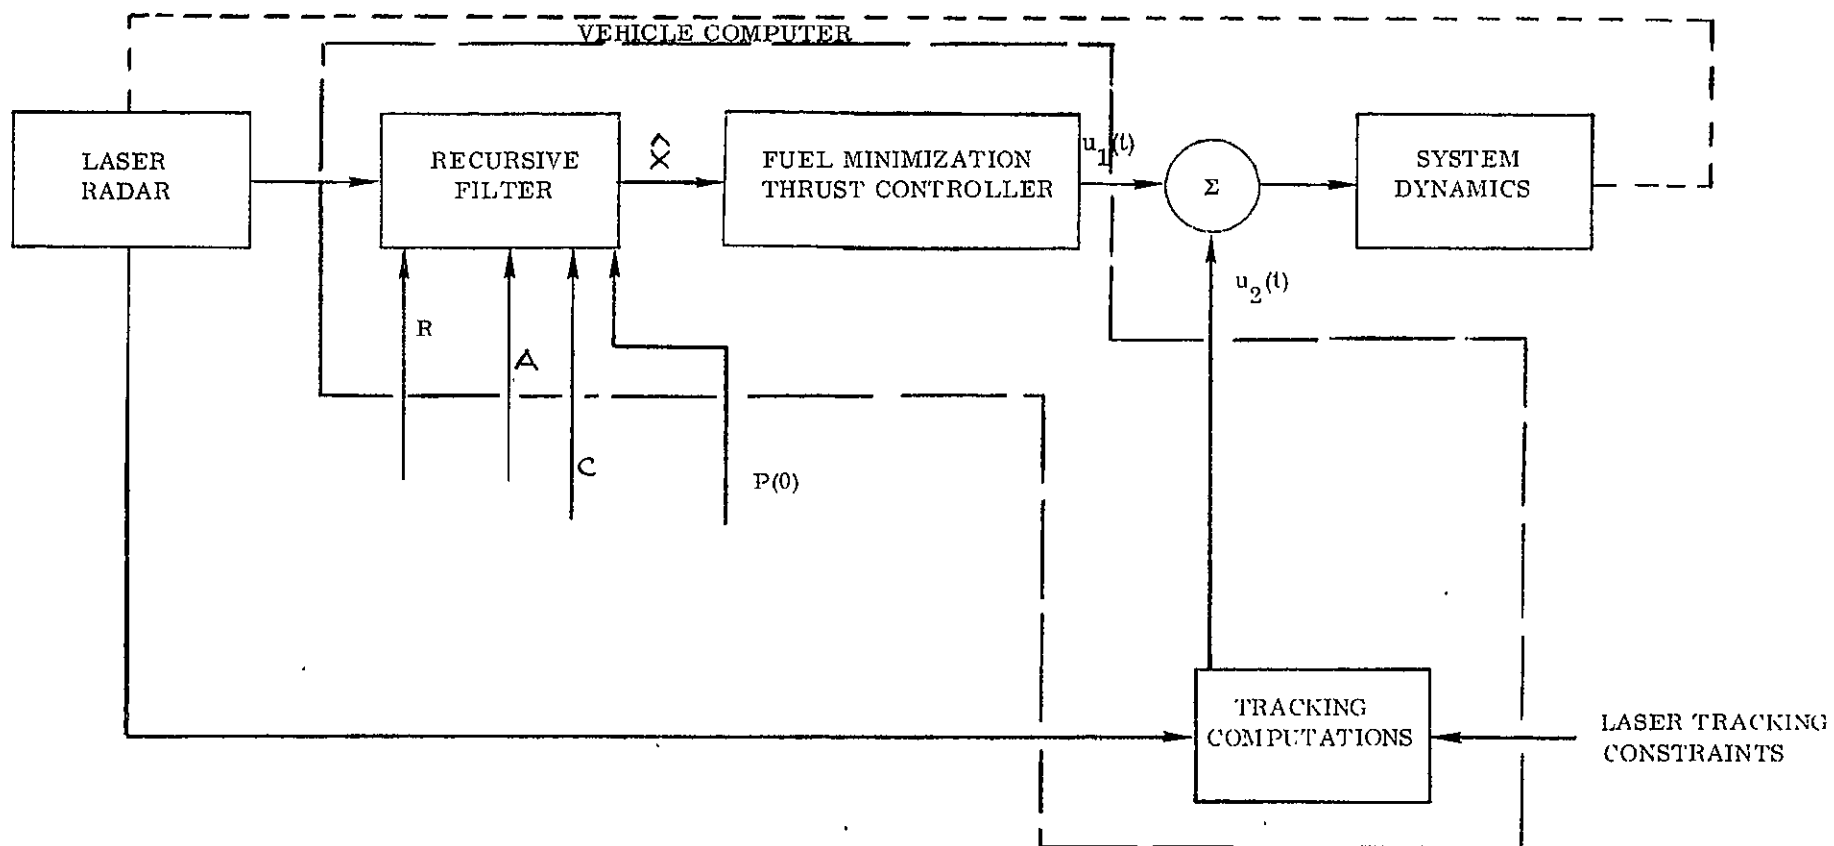 VEHICLE COMPUTER
LASER
RADAR
RECURSIVE
FILTER
X̂
FUEL MINIMIZATION
THRUST CONTROLLER
u₁(t)
Σ
SYSTEM
DYNAMICS
u₂(t)
R
A
C
P(0)
TRACKING
COMPUTATIONS
LASER TRACKING
CONSTRAINTS